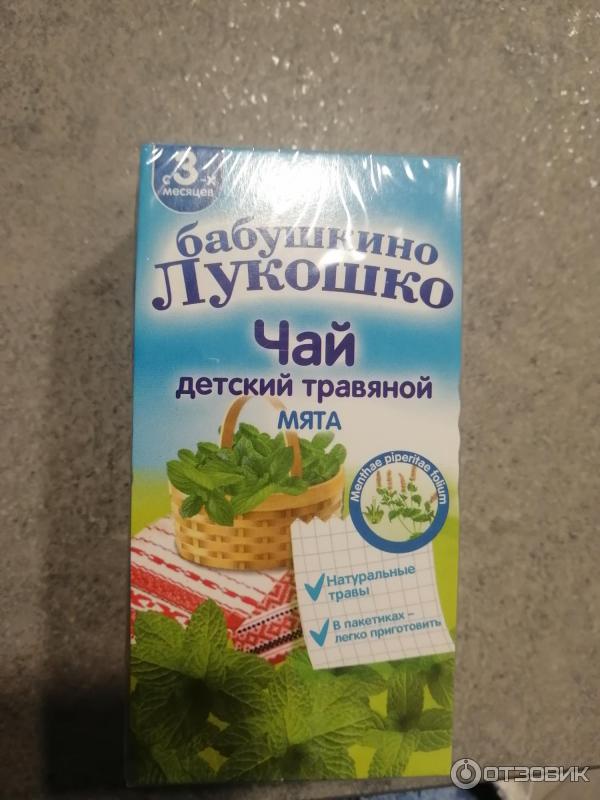 с 3-х
месяцев
бабушкино
Лукошко
Чай
детский травяной
мята
Menthae piperitae folium
Натуральные
травы
В пакетиках –
легко приготовить
ОТЗОВИК